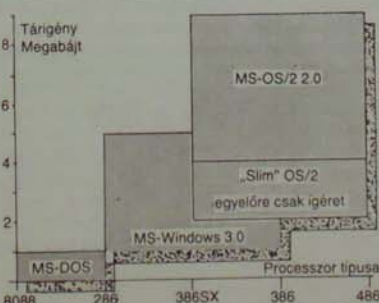 Tárigény
Megabájt
8
6
4
2
MS-OS/2 2.0
„Slim” OS/2
egyelőre csak ígéret
MS-Windows 3.0
MS-DOS
Processzor típusa
8088 286 386SX 386 486